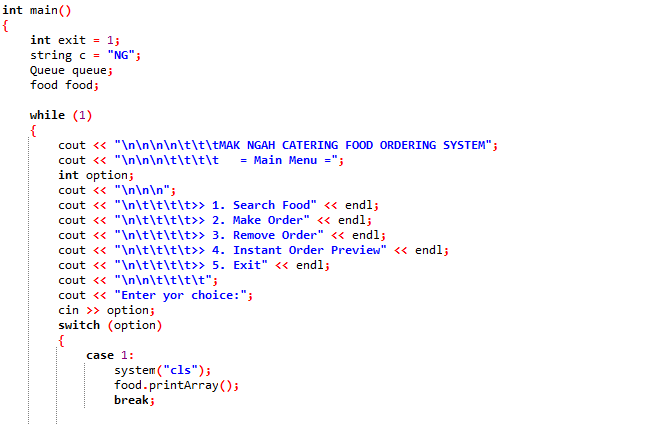 int main()
{
int exit = 1;
string c = "NG";
Queue queue;
food food;
while (1)
{
cout << "\n\n\n\n\t\t\tMAK NGAH CATERING FOOD ORDERING SYSTEM";
cout << "\n\n\n\t\t\t\t   = Main Menu =";
int option;
cout << "\n\n\n";
cout << "\n\t\t\t\t>> 1. Search Food" << endl;
cout << "\n\t\t\t\t>> 2. Make Order" << endl;
cout << "\n\t\t\t\t>> 3. Remove Order" << endl;
cout << "\n\t\t\t\t>> 4. Instant Order Preview" << endl;
cout << "\n\t\t\t\t>> 5. Exit" << endl;
cout << "\n\n\t\t\t\t";
cout << "Enter yor choice:";
cin >> option;
switch (option)
{
case 1:
system("cls");
food.printArray();
break;